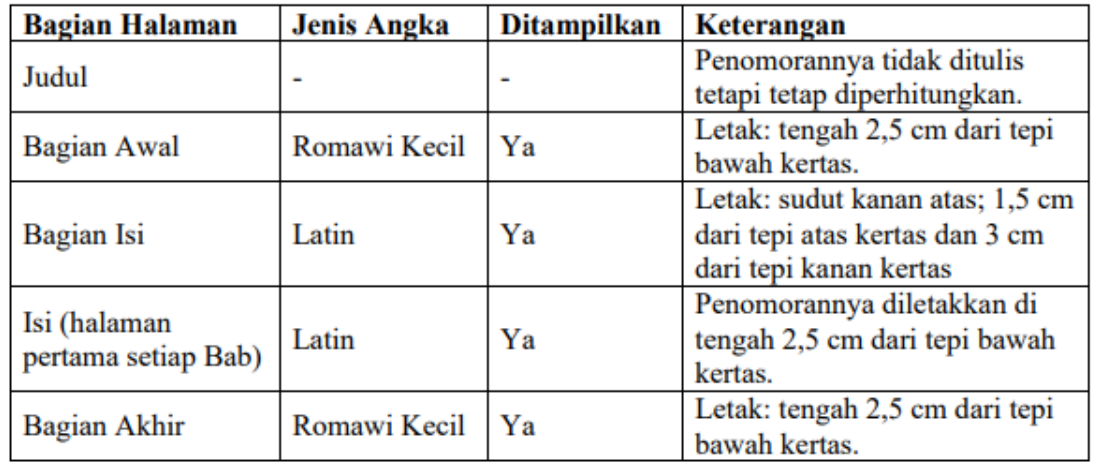 Bagian Halaman Jenis Angka Ditampilkan Keterangan
Judul - - Penomorannya tidak ditulis
tetapi tetap diperhitungkan.
Bagian Awal Romawi Kecil Ya Letak: tengah 2,5 cm dari tepi
bawah kertas.
Bagian Isi Latin Ya Letak: sudut kanan atas; 1,5 cm
dari tepi atas kertas dan 3 cm
dari tepi kanan kertas
Isi (halaman
pertama setiap Bab) Latin Ya Penomorannya diletakkan di
tengah 2,5 cm dari tepi bawah
kertas.
Bagian Akhir Romawi Kecil Ya Letak: tengah 2,5 cm dari tepi
bawah kertas.